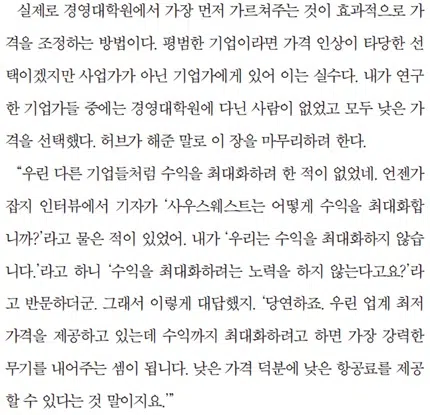 실제로 경영대학원에서 가장 먼저 가르쳐주는 것이 효과적으로 가
격을 조정하는 방법이다. 평범한 기업이라면 가격 인상이 타당한 선
택이겠지만 사업가가 아닌 기업가에게 있어 이는 실수다. 내가 연구
한 기업가들 중에는 경영대학원에 다닌 사람이 없었고 모두 낮은 가
격을 선택했다. 허브가 해준 말로 이 장을 마무리하려 한다.
“우린 다른 기업들처럼 수익을 최대화하려 한 적이 없었네. 언젠가
잡지 인터뷰에서 기자가 ‘사우스웨스트는 어떻게 수익을 최대화합
니까?’라고 물은 적이 있었어. 내가 ‘우리는 수익을 최대화하지 않습
니다.’라고 하니 ‘수익을 최대화하려는 노력을 하지 않는다고요?’라
고 반문하더군. 그래서 이렇게 대답했지. ‘당연하죠. 우린 업계 최저
가격을 제공하고 있는데 수익까지 최대화하려고 하면 가장 강력한
무기를 내어주는 셈이 됩니다. 낮은 가격 덕분에 낮은 항공료를 제공
할 수 있다는 것 말이지요.’”